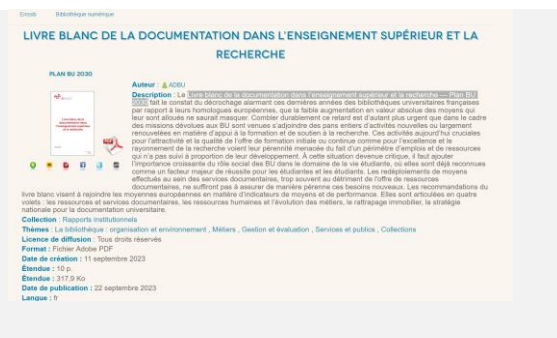 Enssib Bibliothèque numérique
LIVRE BLANC DE LA DOCUMENTATION DANS L'ENSEIGNEMENT SUPÉRIEUR ET LA
RECHERCHE
PLAN BU 2030
Auteur : ADBU
Description : Le Livre blanc de la documentation dans l'enseignement supérieur et la recherche — Plan BU
2030 fait le constat du décrochage alarmant ces dernières années des bibliothèques universitaires françaises
par rapport à leurs homologues européennes, que la faible augmentation en valeur absolue des moyens qui
leur sont alloués ne saurait masquer. Combler durablement ce retard est d'autant plus urgent que dans le cadre
des missions dévolues aux BU sont venues s'adjoindre des pans entiers d'activités nouvelles ou largement
renouvelées en matière d'appui à la formation et de soutien à la recherche. Ces activités aujourd'hui cruciales
pour l'attractivité et la qualité de l'offre de formation initiale ou continue comme pour l'excellence et le
rayonnement de la recherche voient leur pérennité menacée du fait d'un périmètre d'emplois et de ressources
qui n'a pas suivi à proportion de leur développement. À cette situation devenue critique, il faut ajouter
l'importance croissante du rôle social des BU dans le domaine de la vie étudiante, où elles sont déjà reconnues
comme un facteur majeur de réussite pour les étudiantes et les étudiants. Les redéploiements de moyens
effectués au sein des services documentaires, trop souvent au détriment de l'offre de ressources
documentaires, ne suffiront pas à assurer de manière pérenne ces besoins nouveaux. Les recommandations du
livre blanc visent à rejoindre les moyennes européennes en matière d'indicateurs de moyens et de performance. Elles sont articulées en quatre
volets : les ressources et services documentaires, les ressources humaines et l'évolution des métiers, le rattrapage immobilier, la stratégie
nationale pour la documentation universitaire.
Collection : Rapports institutionnels
Thèmes : La bibliothèque : organisation et environnement , Métiers , Gestion et évaluation , Services et publics , Collections
Licence de diffusion : Tous droits réservés
Format : Fichier Adobe PDF
Date de création : 11 septembre 2023
Étendue : 10 p.
Étendue : 317,9 Ko
Date de publication : 22 septembre 2023
Langue : fr